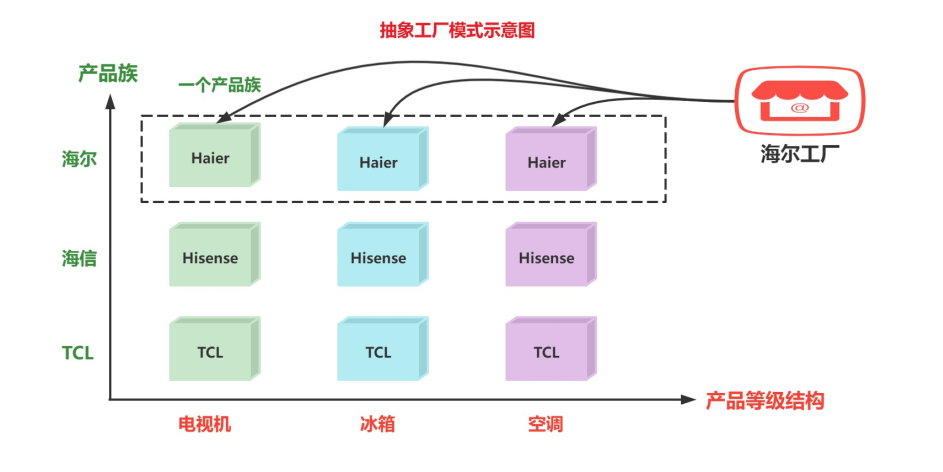 抽象工厂模式示意图
产品族
一个产品族
@
海尔工厂
海尔
Haier
Haier
Haier
海信
Hisense
Hisense
Hisense
TCL
TCL
TCL
TCL
产品等级结构
电视机
冰箱
空调